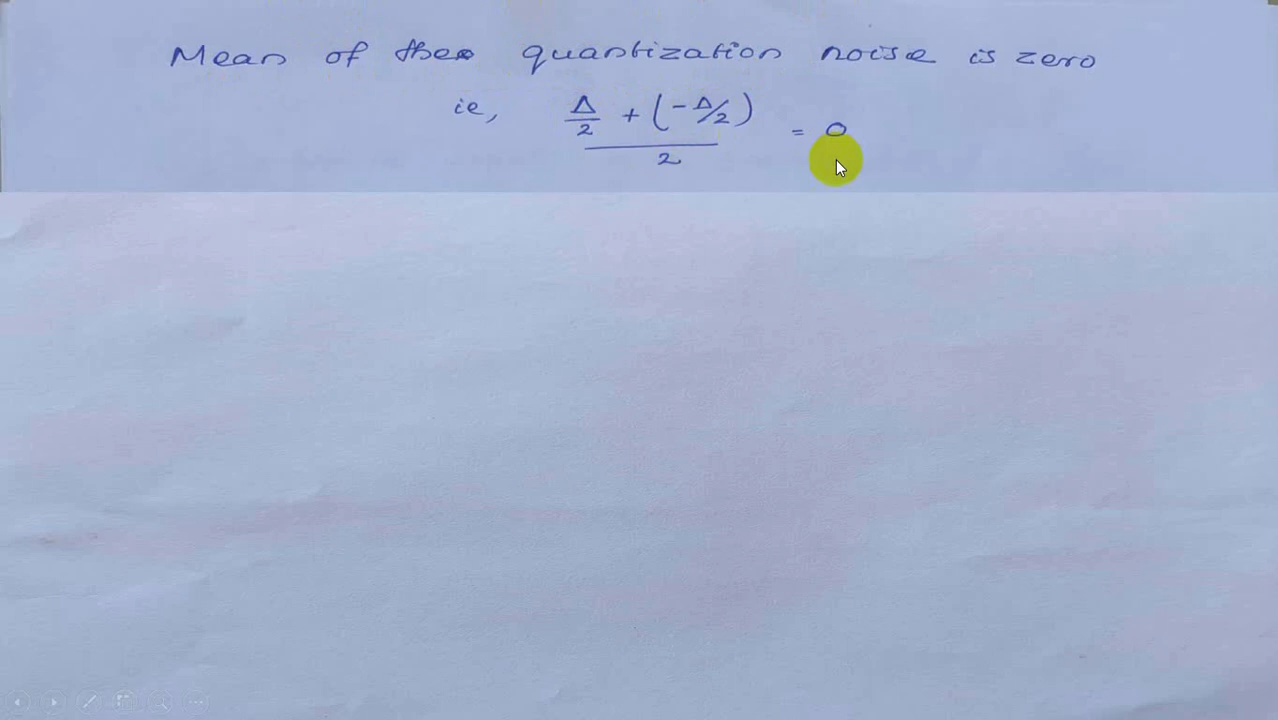 Mean of the quantization noise is zero
ie, Δ/2 + (-Δ/2) / 2 = 0